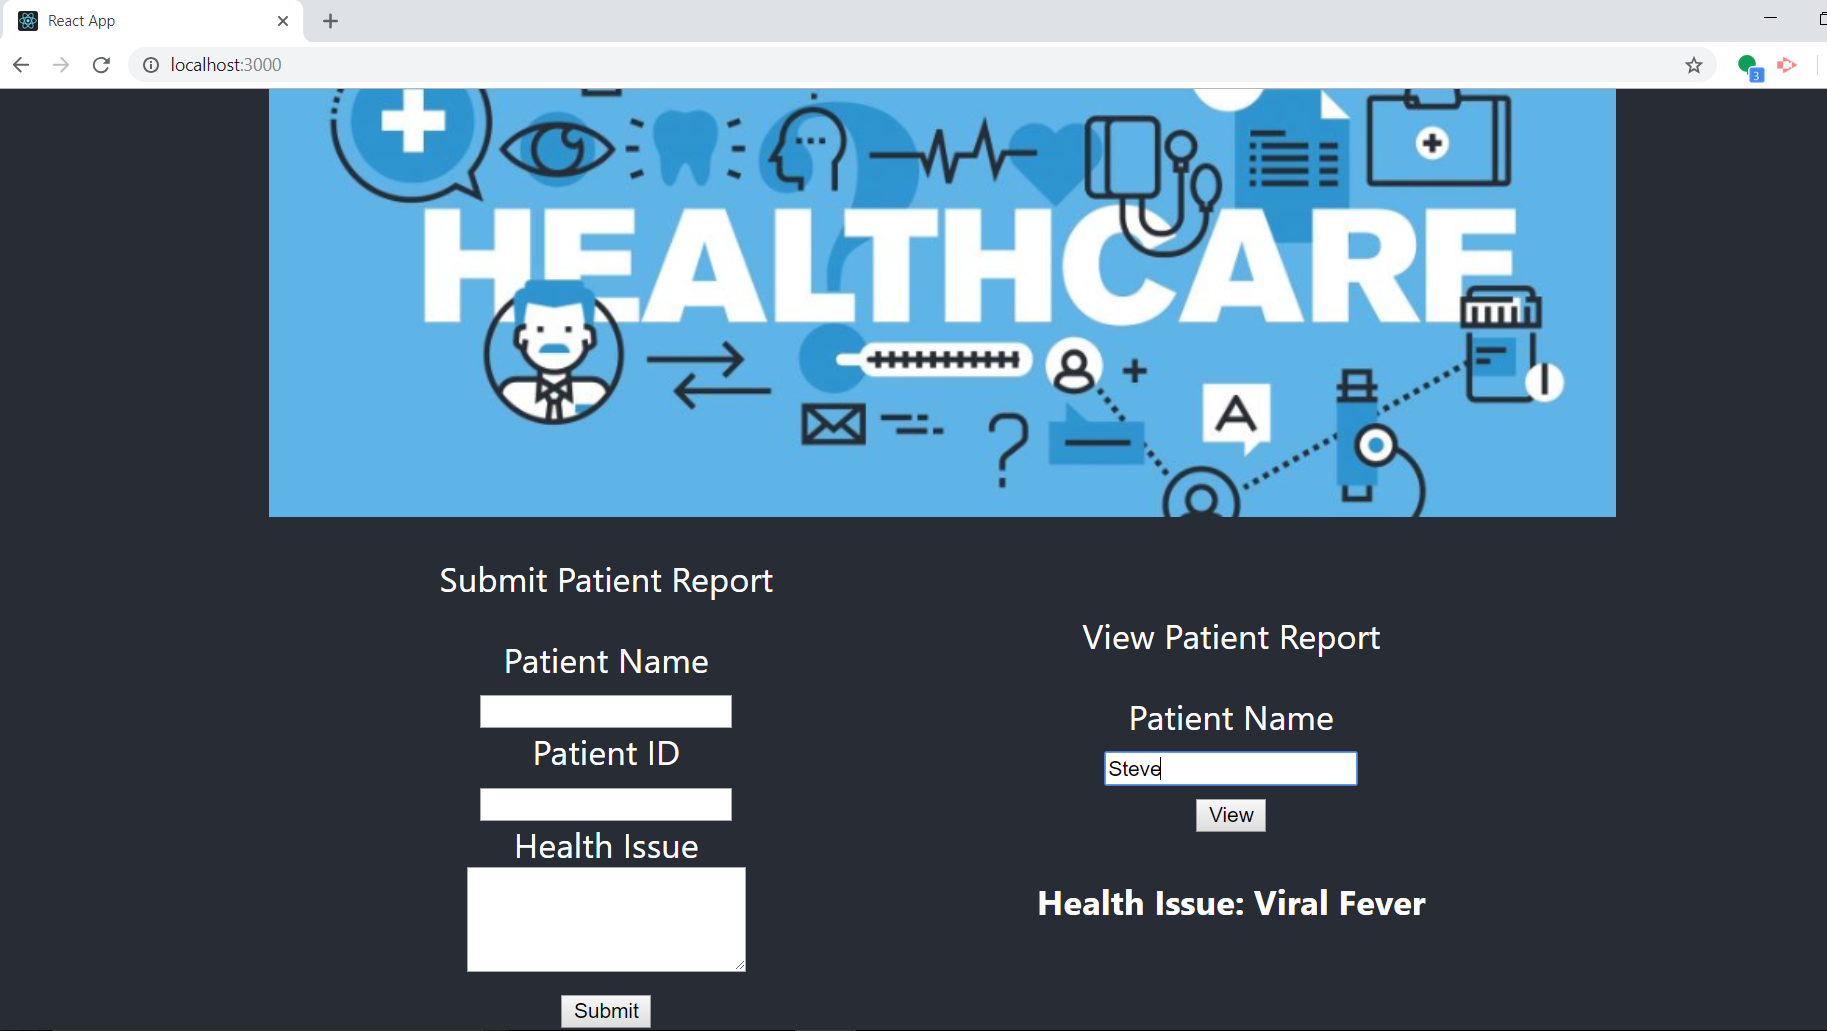 React App
localhost:3000
3
HEALTHCARE
A
Submit Patient Report
Patient Name
Patient ID
Health Issue
Submit
View Patient Report
Patient Name
Steve
View
Health Issue: Viral Fever